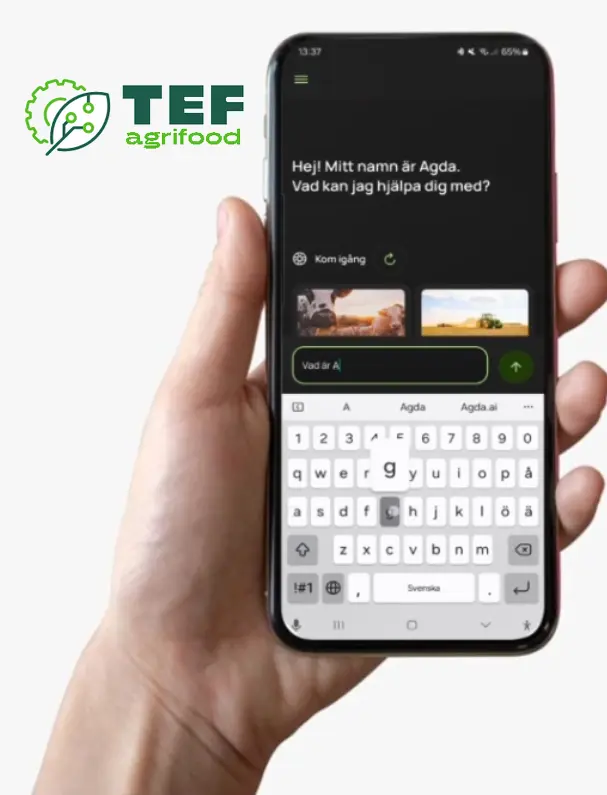 TEF
agrifood
13:37
65%
Hej! Mitt namn är Agda.
Vad kan jag hjälpa dig med?
Kom igång
Vad är A
A Agda Agda.ai ...
1 2 3 4 5 6 7 8 9 0
q w e r y u i o p å
g
a s d f g h j k l ö ä
z x c v b n m
!#1 , Svenska .